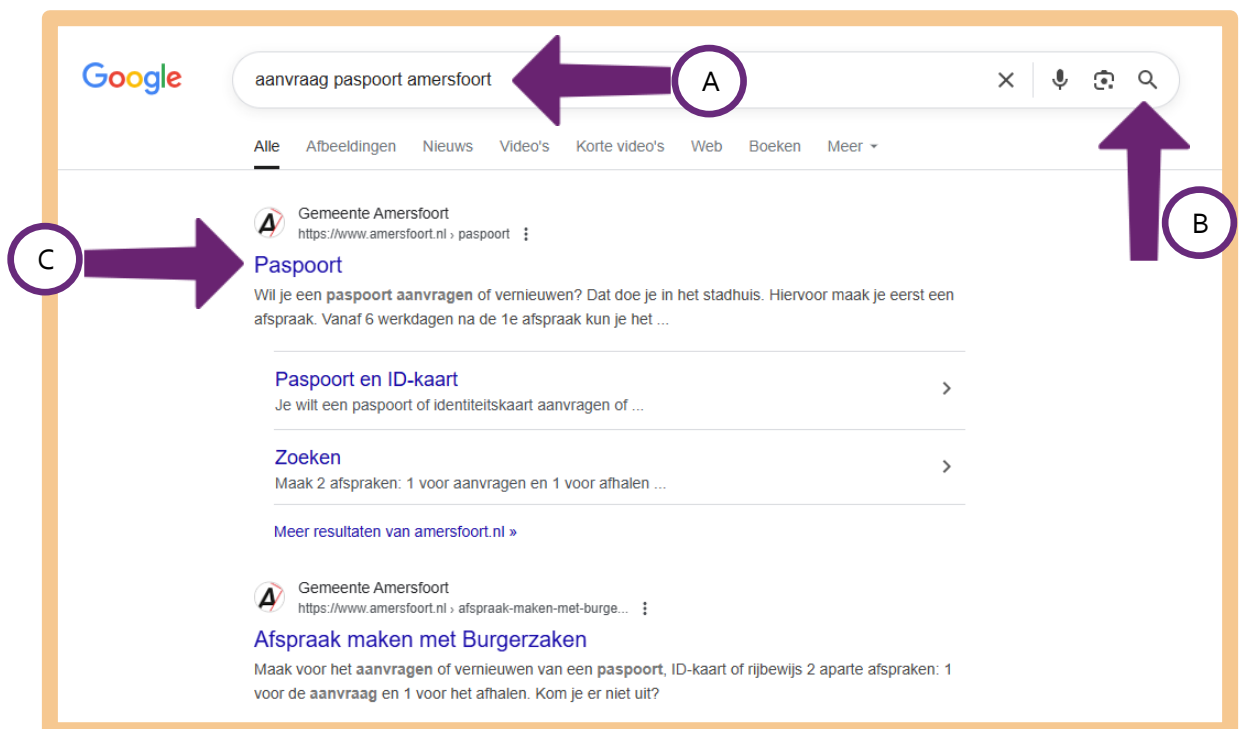 Google
aanvraag paspoort amersfoort
A
Alle Afbeeldingen Nieuws Video's Korte video's Web Boeken Meer
B
C
Gemeente Amersfoort
https://www.amersfoort.nl › paspoort
Paspoort
Wil je een paspoort aanvragen of vernieuwen? Dat doe je in het stadhuis. Hiervoor maak je eerst een
afspraak. Vanaf 6 werkdagen na de 1e afspraak kun je het ...
Paspoort en ID-kaart
Je wilt een paspoort of identiteitskaart aanvragen of ...
Zoeken
Maak 2 afspraken: 1 voor aanvragen en 1 voor afhalen ...
Meer resultaten van amersfoort.nl »
Gemeente Amersfoort
https://www.amersfoort.nl › afspraak-maken-met-burge...
Afspraak maken met Burgerzaken
Maak voor het aanvragen of vernieuwen van een paspoort, ID-kaart of rijbewijs 2 aparte afspraken: 1
voor de aanvraag en 1 voor het afhalen. Kom je er niet uit?